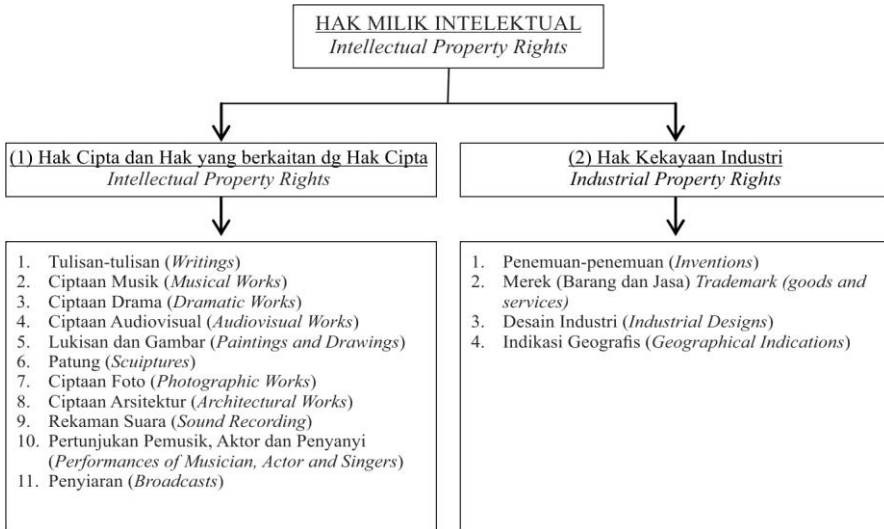 HAK MILIK INTELEKTUAL
Intellectual Property Rights
(1) Hak Cipta dan Hak yang berkaitan dg Hak Cipta
Intellectual Property Rights
(2) Hak Kekayaan Industri
Industrial Property Rights
1. Tulisan-tulisan (Writings)
2. Ciptaan Musik (Musical Works)
3. Ciptaan Drama (Dramatic Works)
4. Ciptaan Audiovisual (Audiovisual Works)
5. Lukisan dan Gambar (Paintings and Drawings)
6. Patung (Scuiptures)
7. Ciptaan Foto (Photographic Works)
8. Ciptaan Arsitektur (Architectural Works)
9. Rekaman Suara (Sound Recording)
10. Pertunjukan Pemusik, Aktor dan Penyanyi
(Performances of Musician, Actor and Singers)
11. Penyiaran (Broadcasts)
1. Penemuan-penemuan (Inventions)
2. Merek (Barang dan Jasa) Trademark (goods and
services)
3. Desain Industri (Industrial Designs)
4. Indikasi Geografis (Geographical Indications)